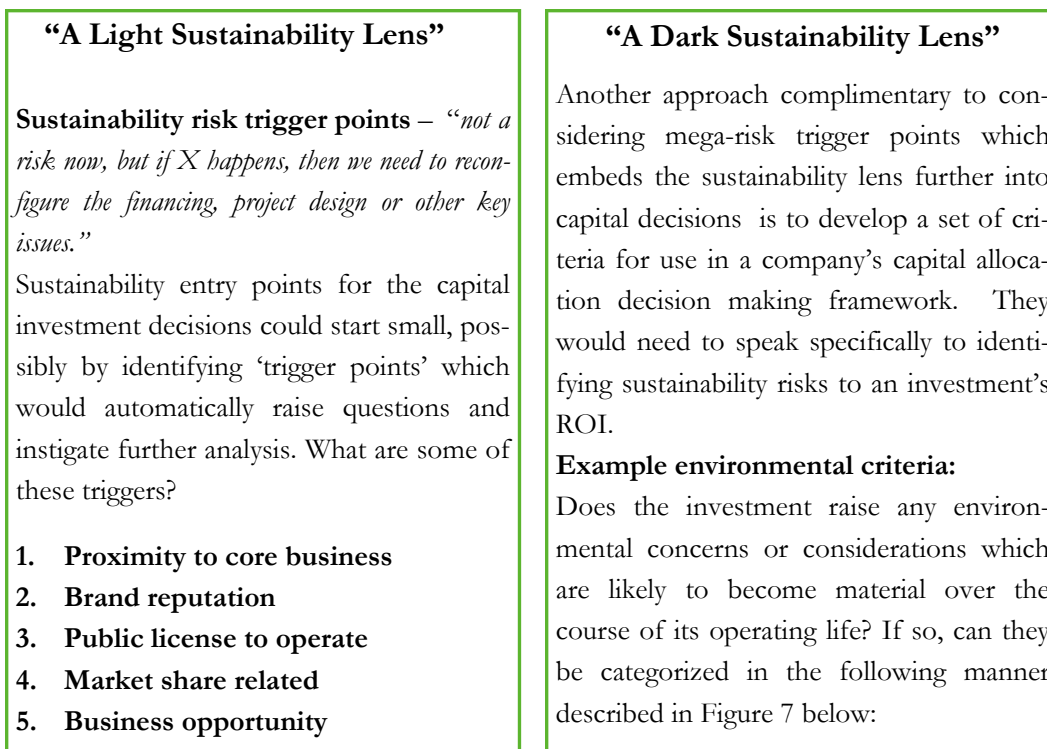 “A Light Sustainability Lens”
Sustainability risk trigger points – “not a
risk now, but if X happens, then we need to recon-
figure the financing, project design or other key
issues.”
Sustainability entry points for the capital
investment decisions could start small, pos-
sibly by identifying ‘trigger points’ which
would automatically raise questions and
instigate further analysis. What are some of
these triggers?
1. Proximity to core business
2. Brand reputation
3. Public license to operate
4. Market share related
5. Business opportunity
“A Dark Sustainability Lens”
Another approach complimentary to con-
sidering mega-risk trigger points which
embeds the sustainability lens further into
capital decisions is to develop a set of cri-
teria for use in a company’s capital alloca-
tion decision making framework. They
would need to speak specifically to identi-
fying sustainability risks to an investment’s
ROI.
Example environmental criteria:
Does the investment raise any environ-
mental concerns or considerations which
are likely to become material over the
course of its operating life? If so, can they
be categorized in the following manner
described in Figure 7 below: